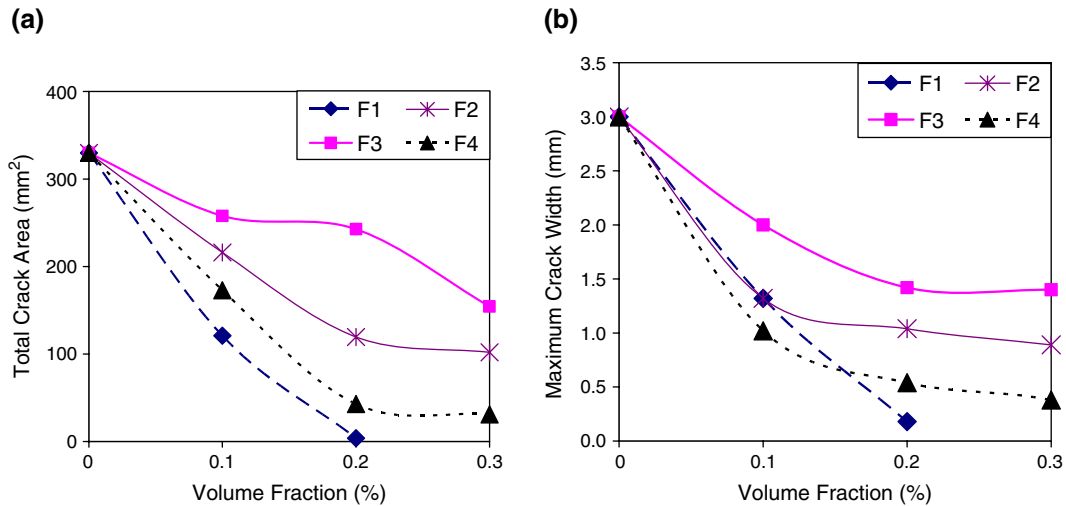 (a)
Total Crack Area (mm²)
400
300
200
100
0
0
0.1
0.2
0.3
Volume Fraction (%)
F1
F2
F3
F4
(b)
Maximum Crack Width (mm)
3.5
3.0
2.5
2.0
1.5
1.0
0.5
0.0
0
0.1
0.2
0.3
Volume Fraction (%)
F1
F2
F3
F4